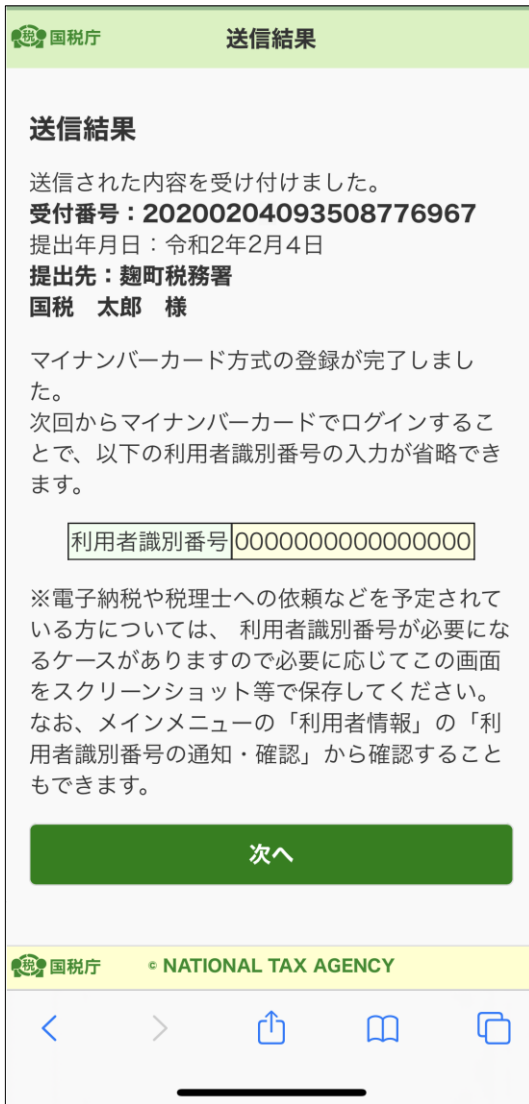 税 国税庁
送信結果
送信結果
送信された内容を受け付けました。
受付番号：20200204093508776967
提出年月日：令和2年2月4日
提出先：麹町税務署
国税　太郎　様
マイナンバーカード方式の登録が完了しまし
た。
次回からマイナンバーカードでログインするこ
とで、以下の利用者識別番号の入力が省略でき
ます。
利用者識別番号 0000000000000000
※電子納税や税理士への依頼などを予定されて
いる方については、 利用者識別番号が必要にな
るケースがありますので必要に応じてこの画面
をスクリーンショット等で保存してください。
なお、メインメニューの「利用者情報」の「利
用者識別番号の通知・確認」から確認すること
もできます。
次へ
税 国税庁
© NATIONAL TAX AGENCY